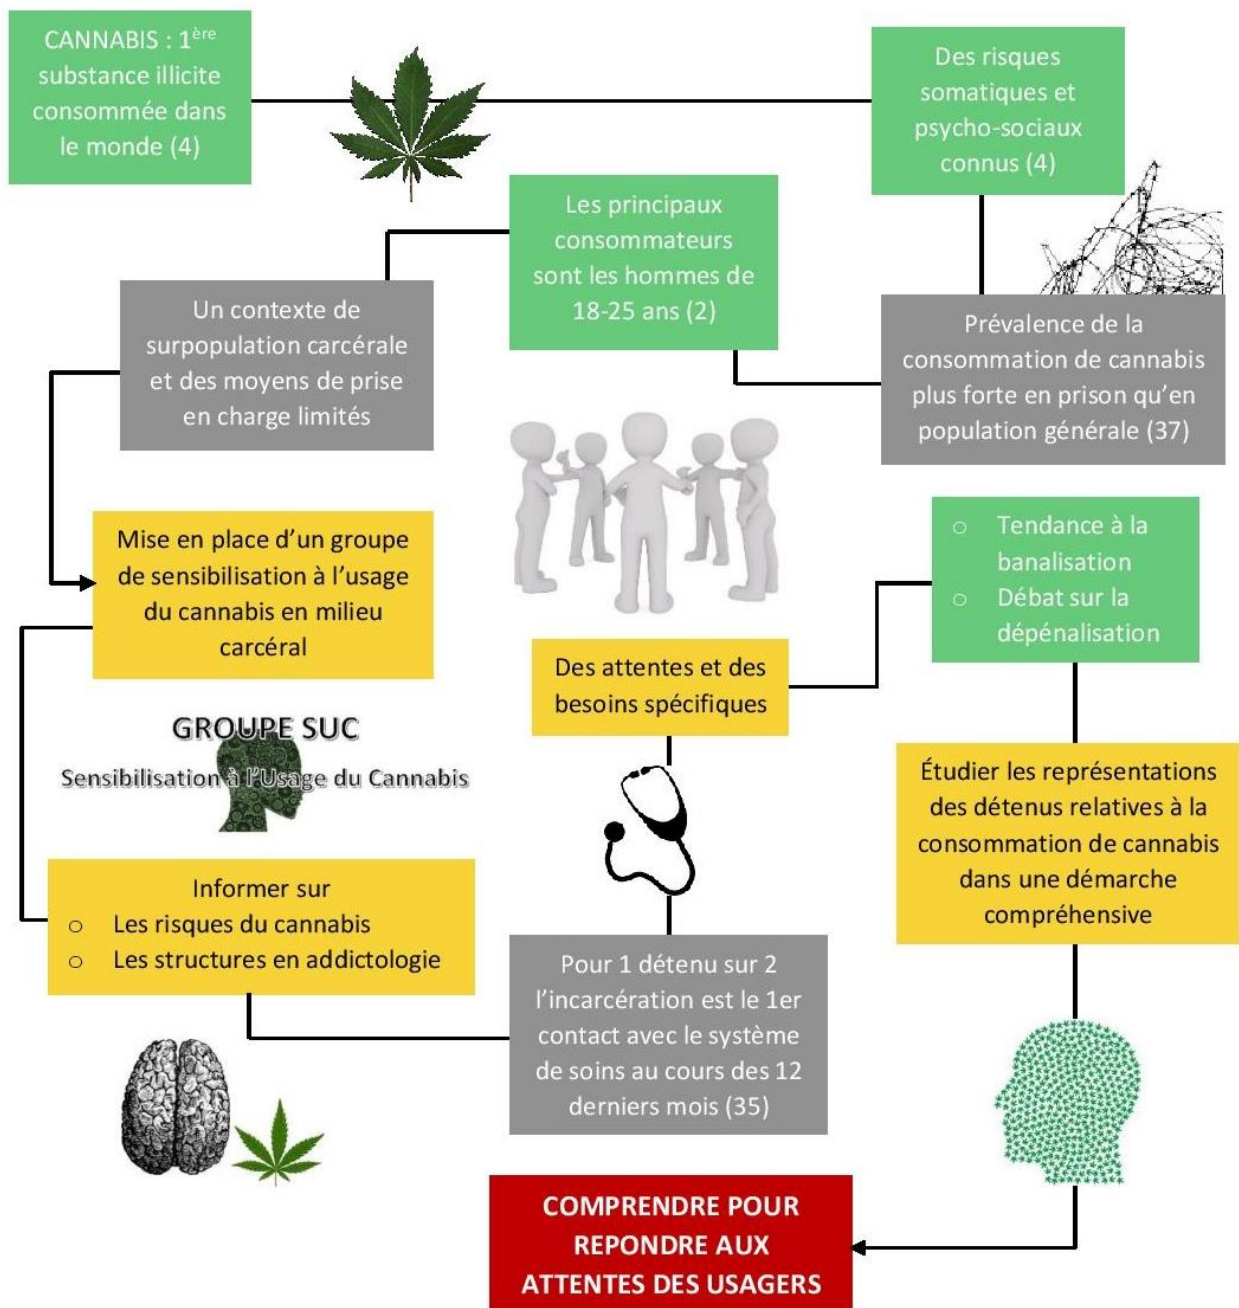 CANNABIS : 1ère
substance illicite
consommée dans
le monde (4)
Des risques
somatiques et
psycho-sociaux
connus (4)
Les principaux
consommateurs
sont les hommes de
18-25 ans (2)
Un contexte de
surpopulation carcérale
et des moyens de prise
en charge limités
Prévalence de la
consommation de cannabis
plus forte en prison qu'en
population générale (37)
Mise en place d'un groupe
de sensibilisation à l'usage
du cannabis en milieu
carcéral
o Tendance à la
banalisation
o Débat sur la
dépénalisation
Des attentes et des
besoins spécifiques
GROUPE SUC
Sensibilisation à l'Usage du Cannabis
Étudier les représentations
des détenus relatives à la
consommation de cannabis
dans une démarche
compréhensive
Informer sur
o Les risques du cannabis
o Les structures en addictologie
Pour 1 détenu sur 2
l'incarcération est le 1er
contact avec le système
de soins au cours des 12
derniers mois (35)
COMPRENDRE POUR
REPONDRE AUX
ATTENTES DES USAGERS